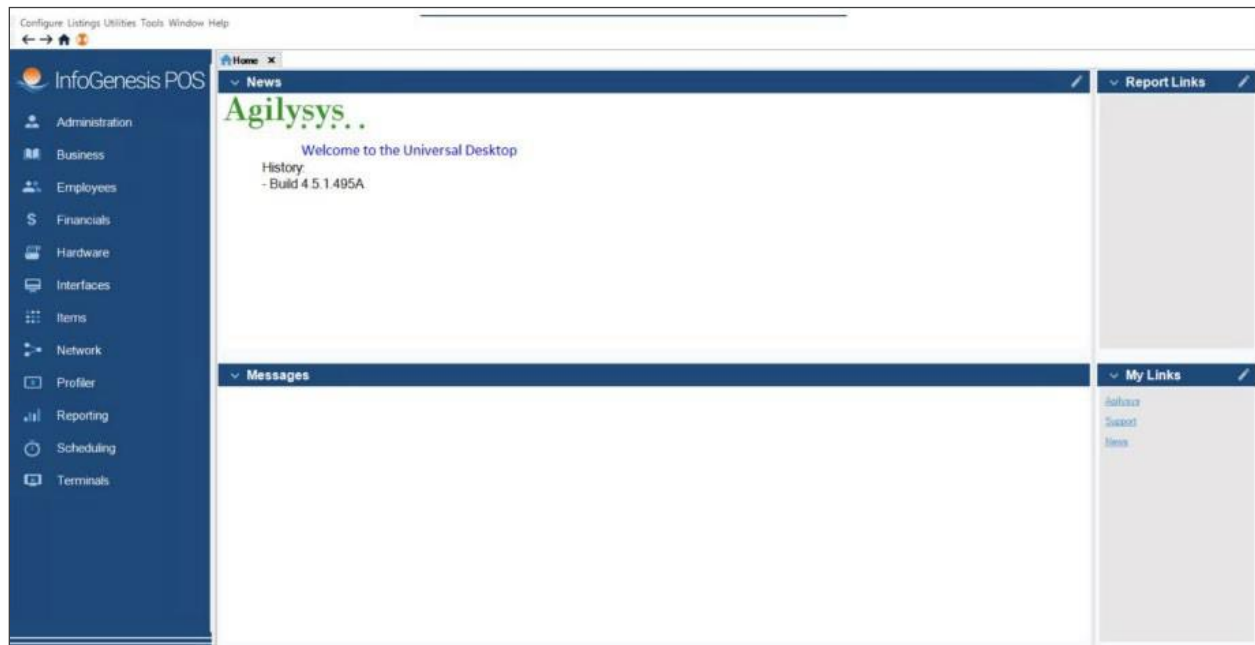 Configure Listings Utilities Tools Window Help
InfoGenesis POS
Administration
Business
Employees
Financials
Hardware
Interfaces
Items
Network
Profiler
Reporting
Scheduling
Terminals
Home X
News
Agilysys
Welcome to the Universal Desktop
History:
- Build 4.5.1.495A
Messages
Report Links
My Links
Agilysys
Support
News